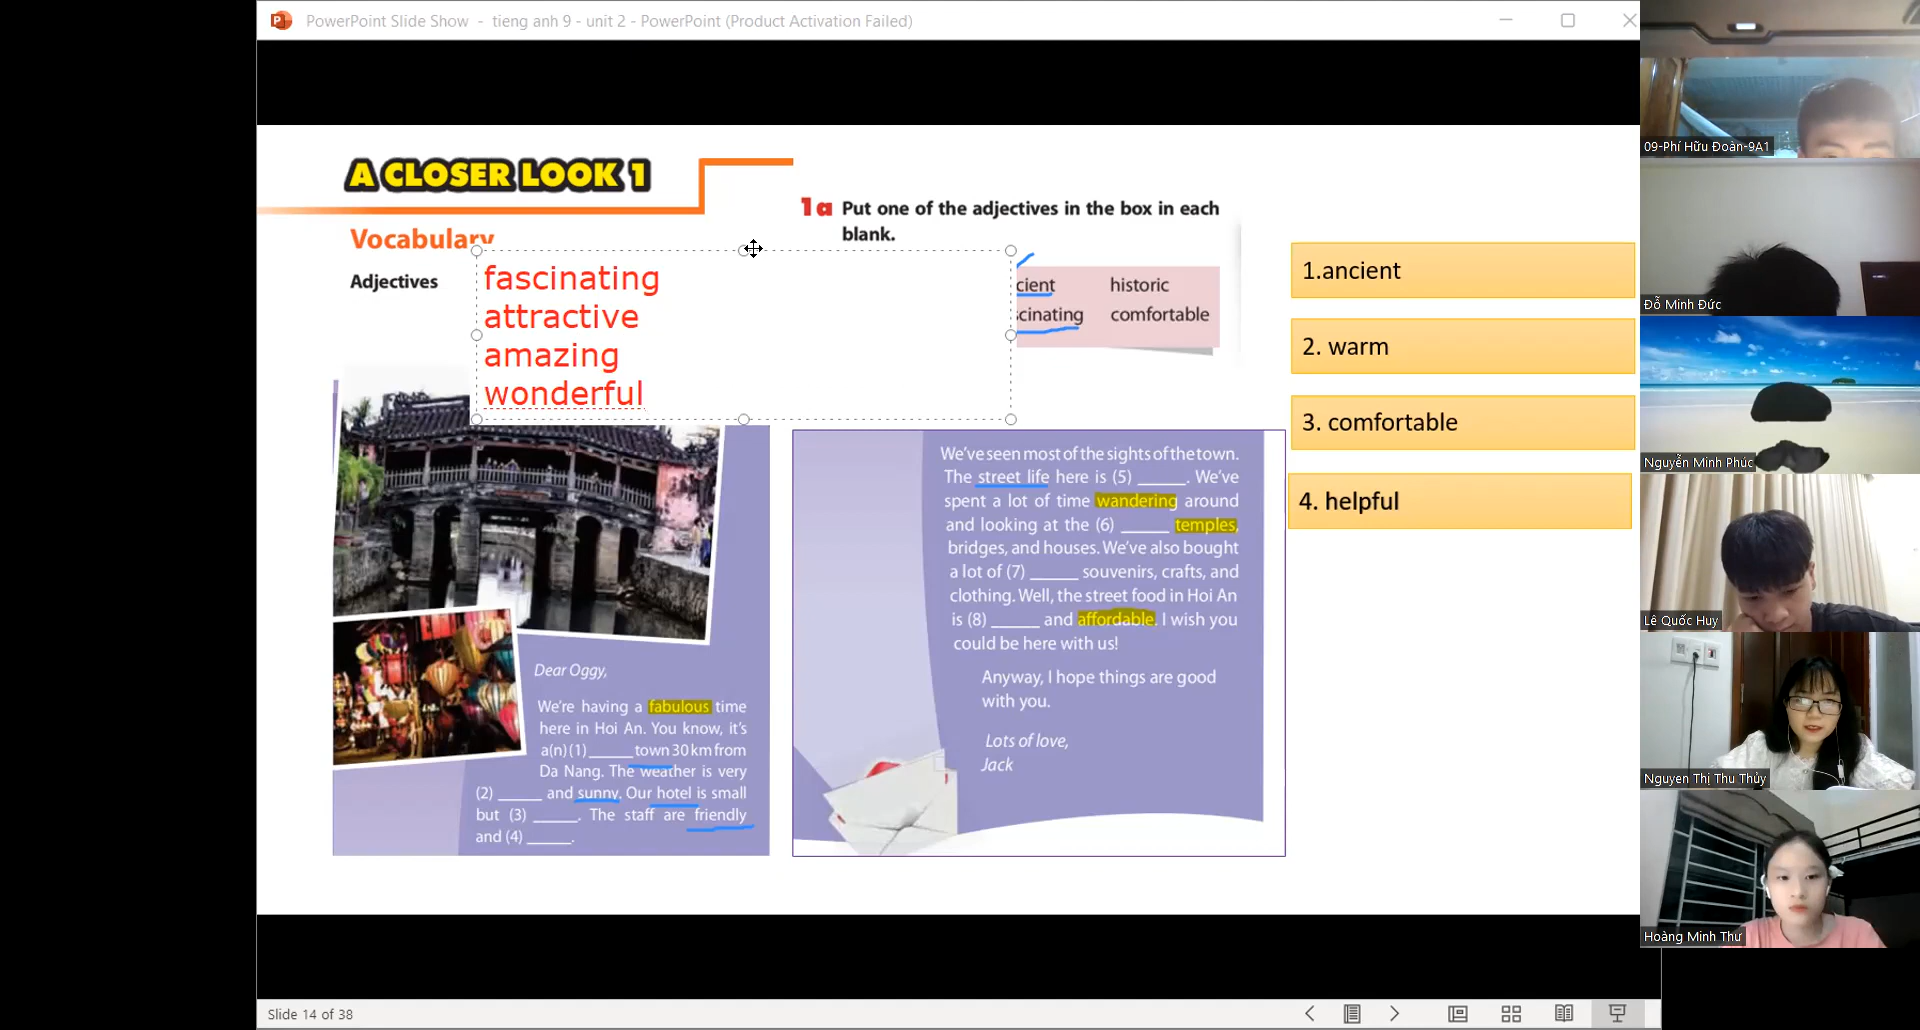 PowerPoint Slide Show - tieng anh 9 - unit 2 - PowerPoint (Product Activation Failed)
A CLOSER LOOK 1
Vocabulary
Adjectives
fascinating
attractive
amazing
wonderful
1a Put one of the adjectives in the box in each
blank.
cient historic
scinating comfortable
1.ancient
2. warm
3. comfortable
4. helpful
Dear Oggy,
We're having a fabulous time
here in Hoi An. You know, it's
a(n) (1) ______ town 30 km from
Da Nang. The weather is very
(2) _____ and sunny. Our hotel is small
but (3) _____. The staff are friendly
and (4) _____.
We've seen most of the sights of the town.
The street life here is (5) _____. We've
spent a lot of time wandering around
and looking at the (6) _____ temples,
bridges, and houses. We've also bought
a lot of (7) _____ souvenirs, crafts, and
clothing. Well, the street food in Hoi An
is (8) _____ and affordable. I wish you
could be here with us!
Anyway, I hope things are good
with you.
Lots of love,
Jack
09-Phí Hữu Đoàn-9A1
Đỗ Minh Đức
Nguyễn Minh Phúc
Lê Quốc Huy
Nguyen Thị Thu Thủy
Hoàng Minh Thư
Slide 14 of 38